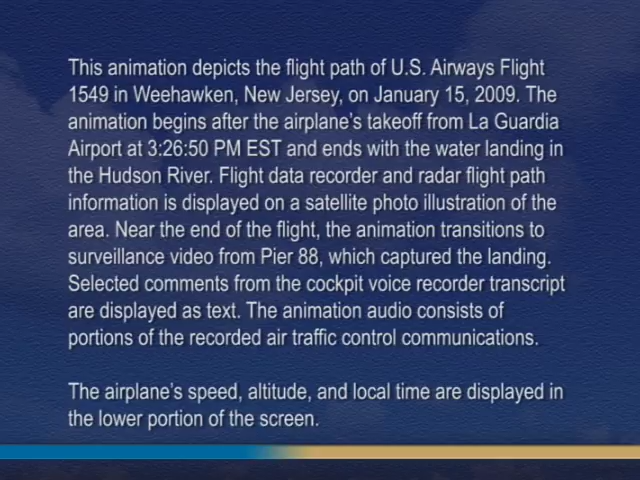 This animation depicts the flight path of U.S. Airways Flight
1549 in Weehawken, New Jersey, on January 15, 2009. The
animation begins after the airplane's takeoff from La Guardia
Airport at 3:26:50 PM EST and ends with the water landing in
the Hudson River. Flight data recorder and radar flight path
information is displayed on a satellite photo illustration of the
area. Near the end of the flight, the animation transitions to
surveillance video from Pier 88, which captured the landing.
Selected comments from the cockpit voice recorder transcript
are displayed as text. The animation audio consists of
portions of the recorded air traffic control communications.
The airplane's speed, altitude, and local time are displayed in
the lower portion of the screen.